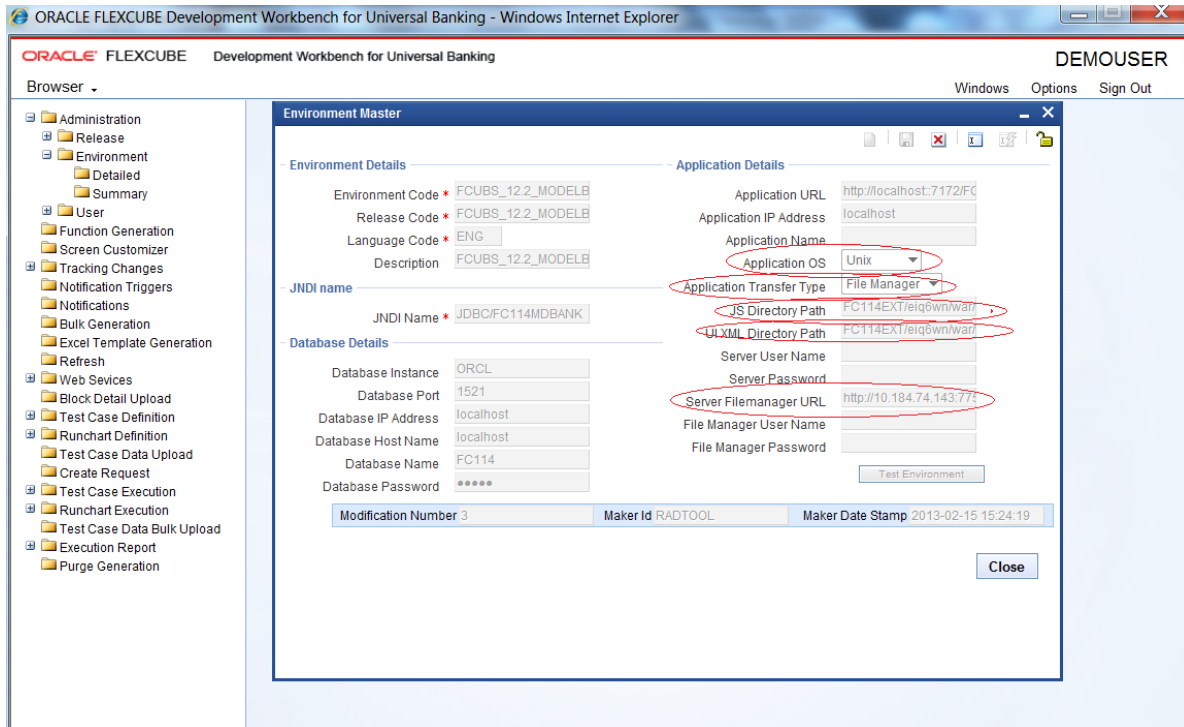 ORACLE FLEXCUBE Development Workbench for Universal Banking - Windows Internet Explorer
ORACLE FLEXCUBE Development Workbench for Universal Banking
DEMOUSER
Browser
Windows Options Sign Out
Administration
Release
Environment
Detailed
Summary
User
Function Generation
Screen Customizer
Tracking Changes
Notification Triggers
Notifications
Bulk Generation
Excel Template Generation
Refresh
Web Sevices
Block Detail Upload
Test Case Definition
Runchart Definition
Test Case Data Upload
Create Request
Test Case Execution
Runchart Execution
Test Case Data Bulk Upload
Execution Report
Purge Generation
Environment Master
Environment Details
Environment Code * FCUBS_12.2_MODELB
Release Code * FCUBS_12.2_MODELB
Language Code * ENG
Description FCUBS_12.2_MODELB
JNDI name
JNDI Name * JDBC/FC114MDBANK
Database Details
Database Instance ORCL
Database Port 1521
Database IP Address localhost
Database Host Name localhost
Database Name FC114
Database Password •••••
Application Details
Application URL http://localhost::7172/FC
Application IP Address localhost
Application Name
Application OS Unix
Application Transfer Type File Manager
JS Directory Path FC114EXT/eiq6wn/war/
UI XML Directory Path FC114EXT/eiq6wn/war/
Server User Name
Server Password
Server Filemanager URL http://10.184.74.143:775
File Manager User Name
File Manager Password
Test Environment
Modification Number 3 Maker Id RADTOOL Maker Date Stamp 2013-02-15 15:24:19
Close